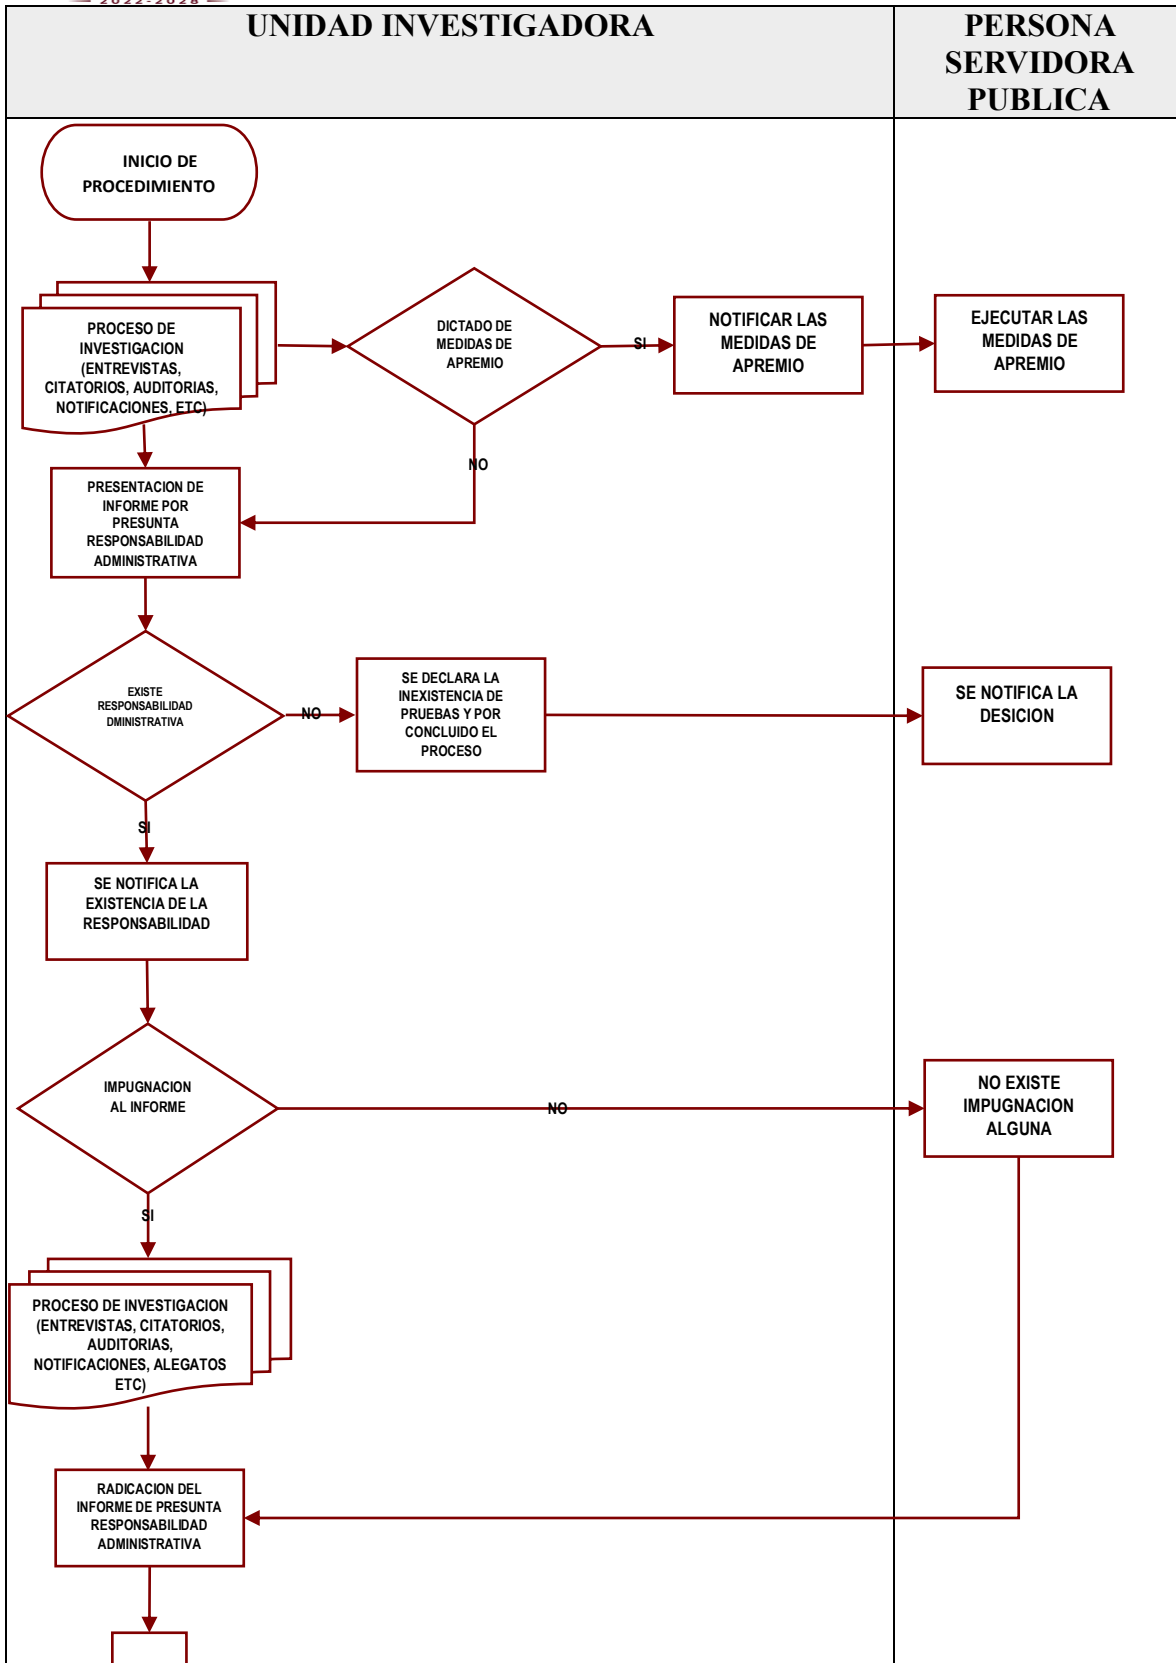 2022-2028
UNIDAD INVESTIGADORA
PERSONA
SERVIDORA
PUBLICA
INICIO DE
PROCEDIMIENTO
PROCESO DE
INVESTIGACION
(ENTREVISTAS,
CITATORIOS, AUDITORIAS,
NOTIFICACIONES, ETC)
DICTADO DE
MEDIDAS DE
APREMIO
SI
NOTIFICAR LAS
MEDIDAS DE
APREMIO
EJECUTAR LAS
MEDIDAS DE
APREMIO
NO
PRESENTACION DE
INFORME POR
PRESUNTA
RESPONSABILIDAD
ADMINISTRATIVA
EXISTE
RESPONSABILIDAD
DMINISTRATIVA
NO
SE DECLARA LA
INEXISTENCIA DE
PRUEBAS Y POR
CONCLUIDO EL
PROCESO
SE NOTIFICA LA
DESICION
SI
SE NOTIFICA LA
EXISTENCIA DE LA
RESPONSABILIDAD
IMPUGNACION
AL INFORME
NO
NO EXISTE
IMPUGNACION
ALGUNA
SI
PROCESO DE INVESTIGACION
(ENTREVISTAS, CITATORIOS,
AUDITORIAS,
NOTIFICACIONES, ALEGATOS
ETC)
RADICACION DEL
INFORME DE PRESUNTA
RESPONSABILIDAD
ADMINISTRATIVA